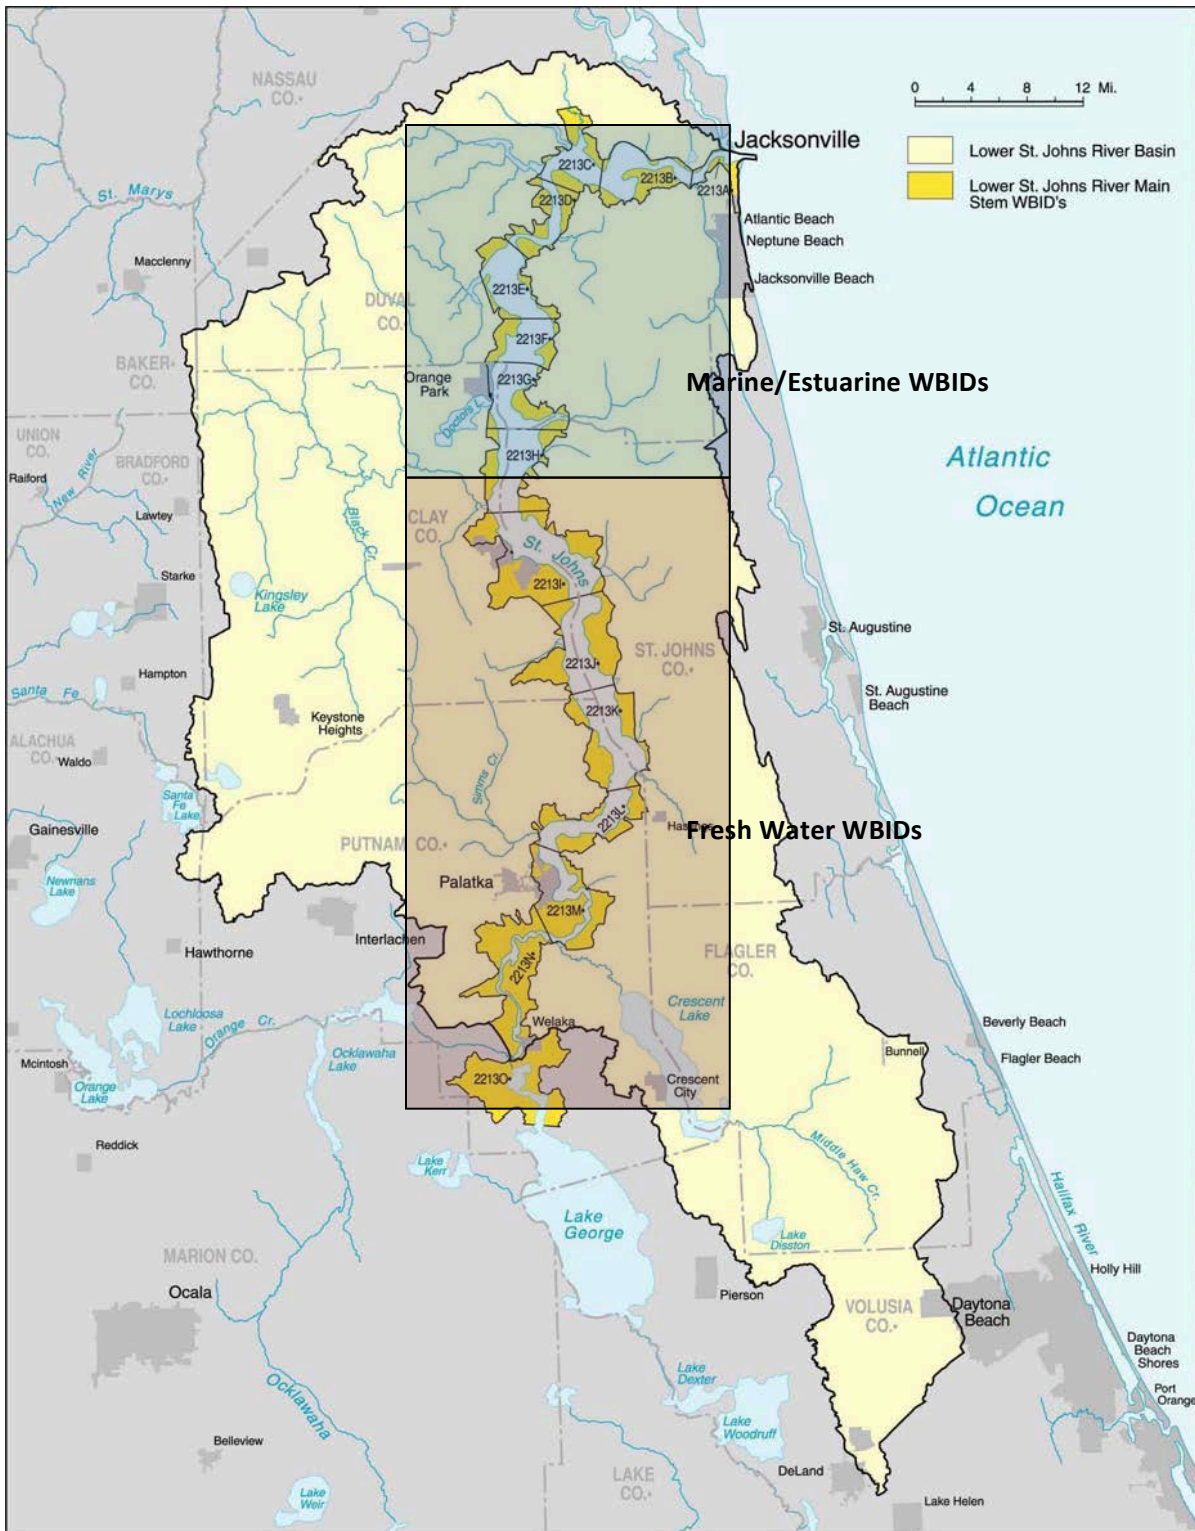 NASSAU
CO.•
0 4 8 12 Mi.
Jacksonville
Lower St. Johns River Basin
Lower St. Johns River Main
Stem WBID's
2213C•
2213B•
2213A•
2213D•
St. Marys
Atlantic Beach
Neptune Beach
Jacksonville Beach
Macclenny
2213E•
DUVAL
CO.•
2213F•
BAKER•
CO.
Orange
Park
2213G•
Marine/Estuarine WBIDs
Doctors L.
UNION
CO.
BRADFORD
CO.•
2213H•
Atlantic
Ocean
Raiford
New River
Lawtey
Black Cr.
CLAY
CO.
St. Johns
Starke
Kingsley
Lake
2213I•
St. Augustine
ST. JOHNS
CO.•
2213J•
Hampton
Santa Fe
St. Augustine
Beach
Keystone
Heights
2213K•
ALACHUA
CO.•
Waldo
Simms Cr.
Santa
Fe
Lake
2213L•
Gainesville
PUTNAM CO.•
Fresh Water WBIDs
Newnans
Lake
Palatka
2213M•
Interlachen
Hawthorne
FLAGLER
CO.
2213N•
Lochloosa
Lake
Orange Cr.
Crescent
Lake
Welaka
Beverly Beach
Ocklawaha
Lake
Bunnell
Flagler Beach
Mcintosh
Orange
Lake
2213O•
Crescent
City
Reddick
Middle Haw Cr.
Lake
Kerr
Halifax River
Lake
George
Lake
Disston
MARION CO.
Holly Hill
Ocala
Pierson
VOLUSIA
CO.•
Daytona
Beach
Daytona
Beach
Shores
Lake
Dexter
Port
Orange
Ocklawaha
Lake
Woodruff
Belleview
DeLand
LAKE
CO.•
Lake
Weir
Lake Helen